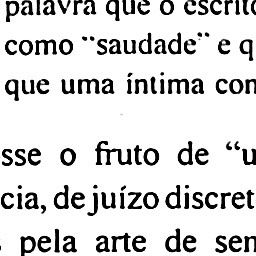 palavra que o escrito
como "saudade" e q
que uma íntima con
sse o fruto de “u
cia, de juízo discret
pela arte de sen